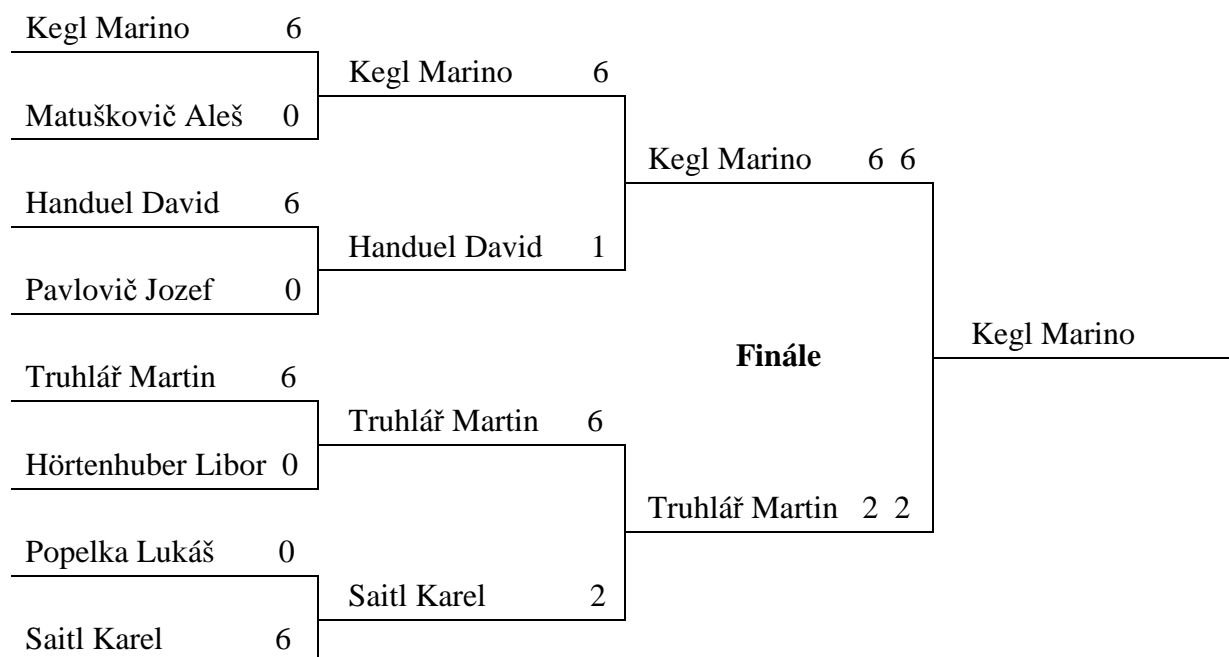 Kegl Marino 6
Matuškovič Aleš 0
Handuel David 6
Pavlovič Jozef 0
Truhlář Martin 6
Hörtenhuber Libor 0
Popelka Lukáš 0
Saitl Karel 6
Kegl Marino 6
Handuel David 1
Truhlář Martin 6
Saitl Karel 2
Kegl Marino 6 6
Finále
Truhlář Martin 2 2
Kegl Marino